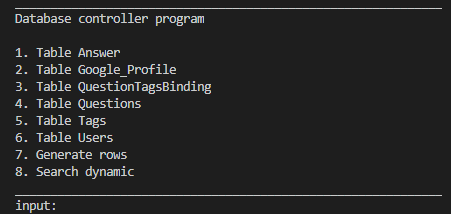 Database controller program
1. Table Answer
2. Table Google_Profile
3. Table QuestionTagsBinding
4. Table Questions
5. Table Tags
6. Table Users
7. Generate rows
8. Search dynamic
input: